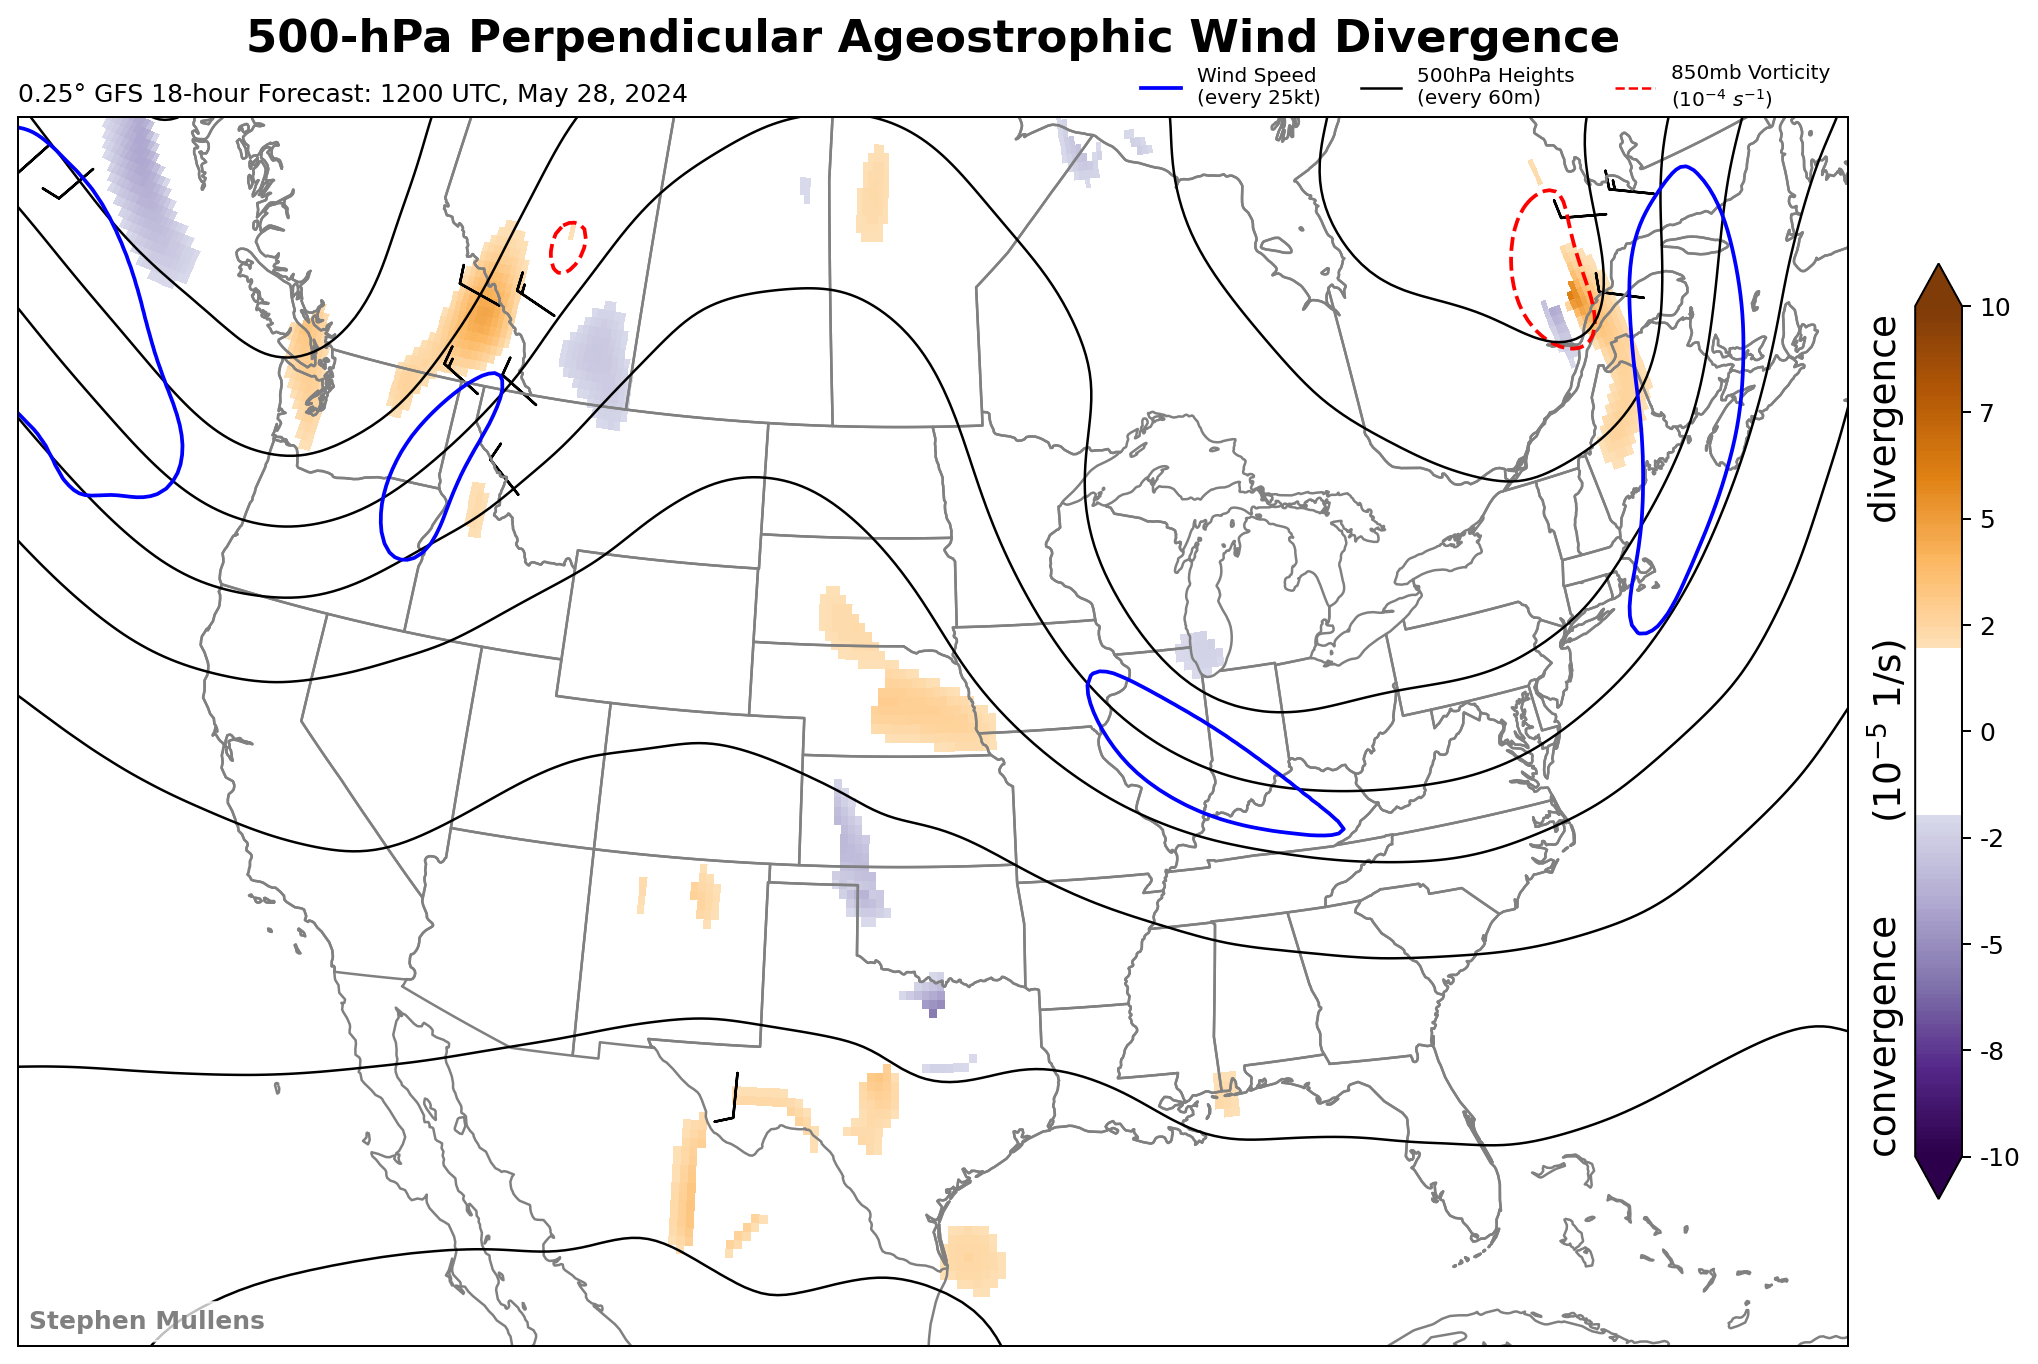 500-hPa Perpendicular Ageostrophic Wind Divergence
0.25° GFS 18-hour Forecast: 1200 UTC, May 28, 2024
Wind Speed
(every 25kt)
500hPa Heights
(every 60m)
850mb Vorticity
(10⁻⁴ s⁻¹)
10
7
5
2
0
-2
-5
-8
-10
convergence (10⁻⁵ 1/s) divergence
Stephen Mullens